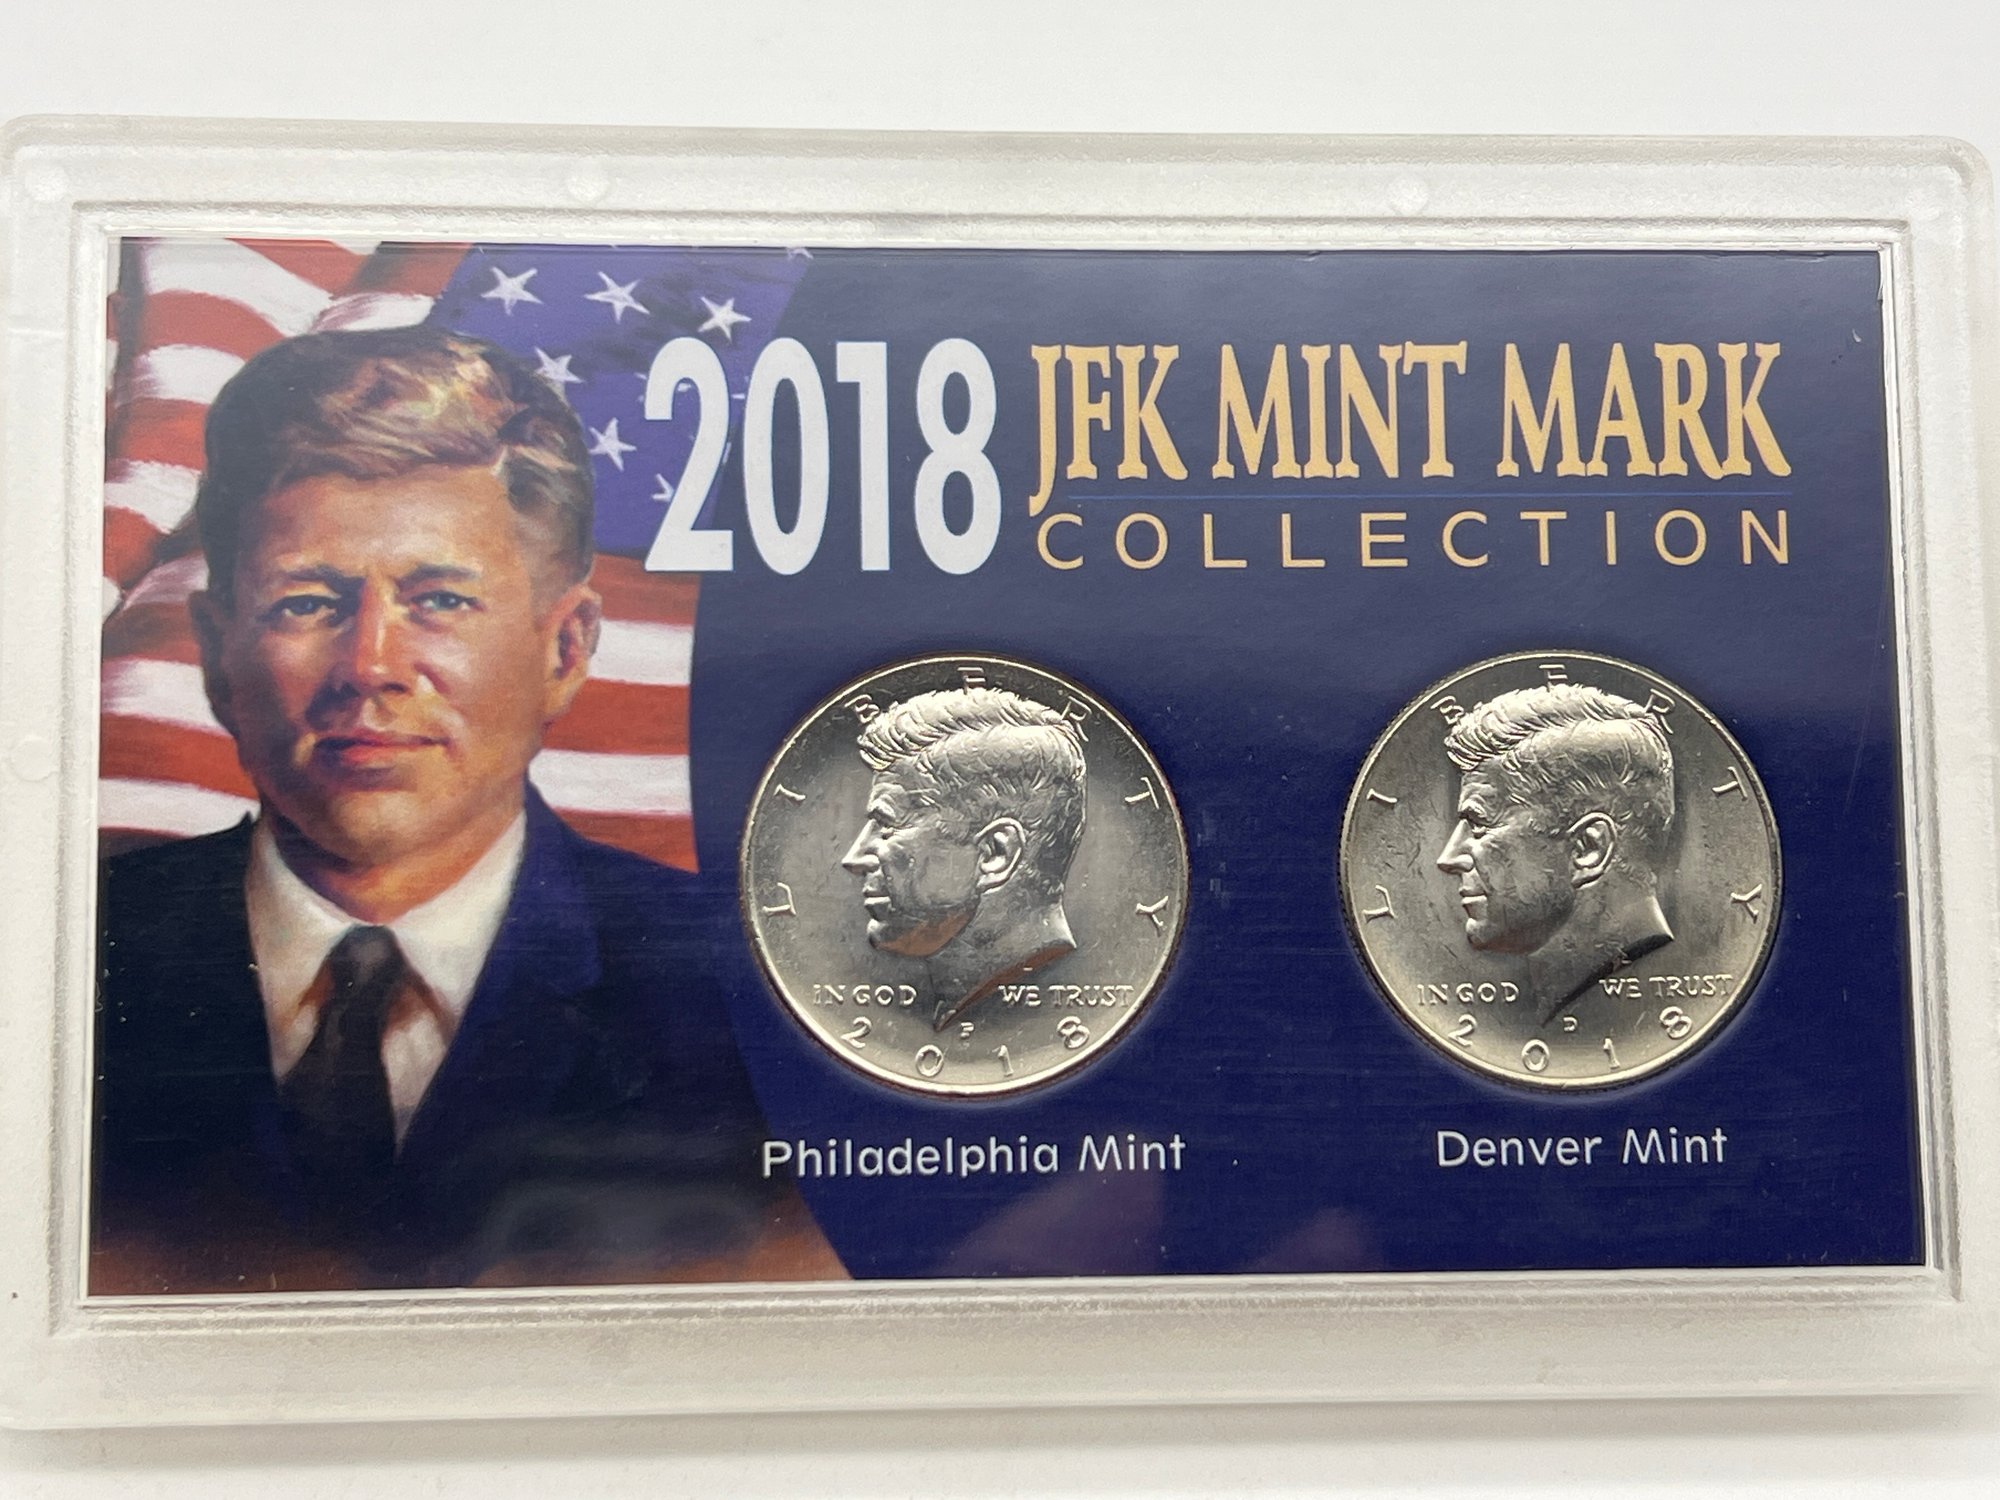 2018 JFK MINT MARK
COLLECTION
LIBERTY
IN GOD WE TRUST
P
2018
LIBERTY
IN GOD WE TRUST
D
2018
Philadelphia Mint
Denver Mint